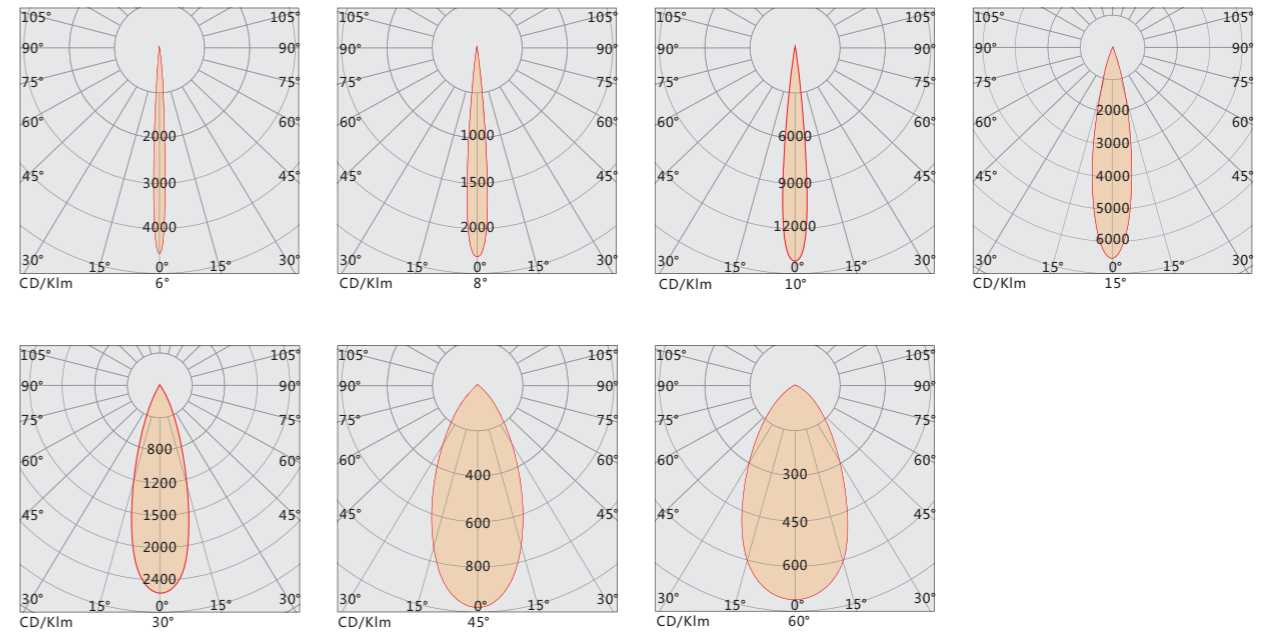 105° 105° 105° 105° 105° 105° 105° 105°
90° 90° 90° 90° 90° 90° 90° 90°
75° 75° 75° 75° 75° 75° 75° 75°
2000
60° 60° 60° 60° 60° 60° 60° 60°
2000 1000 6000 3000
45° 45° 45° 45° 45° 45° 45° 45°
3000 1500 9000 4000
5000
4000 2000 12000 6000
30° 15° 0° 15° 30° 30° 15° 0° 15° 30° 30° 15° 0° 15° 30° 30° 15° 0° 15° 30°
CD/Klm 6° CD/Klm 8° CD/Klm 10° CD/Klm 15°
105° 105° 105° 105° 105° 105°
90° 90° 90° 90° 90° 90°
75° 75° 75° 75° 75° 75°
800
60° 60° 60° 60° 60° 60°
1200 400 300
45° 45° 45° 45° 45° 45°
1500 600 450
2000
2400 800 600
30° 15° 0° 15° 30° 30° 15° 0° 15° 30° 30° 15° 0° 15° 30°
CD/Klm 30° CD/Klm 45° CD/Klm 60°